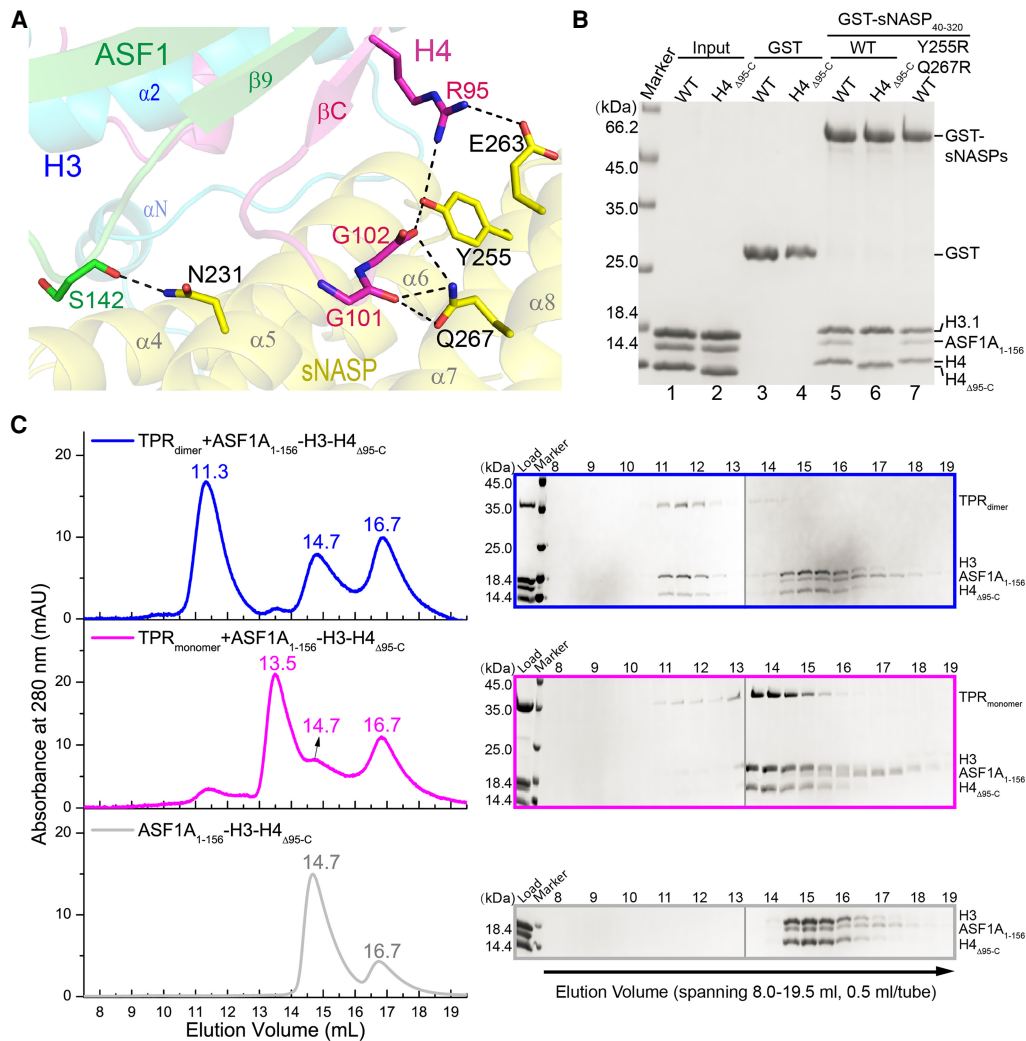 A
ASF1
β9
α2
H3
αN
βC
H4
R95
E263
G102
Y255
N231
S142
G101
Q267
α4
α5
α6
α7
α8
sNASP
B
GST-sNASP40-320
Input
GST
WT
Y255R
Q267R
Marker
WT
H4Δ95-C
WT
H4Δ95-C
WT
H4Δ95-C
WT
(kDa)
66.2
45.0
35.0
25.0
18.4
14.4
GST-
sNASPs
GST
H3.1
ASF1A1-156
H4
H4Δ95-C
1 2 3 4 5 6 7
C
Absorbance at 280 nm (mAU)
TPRdimer+ASF1A1-156-H3-H4Δ95-C
20
10
0
11.3
14.7
16.7
TPRmonomer+ASF1A1-156-H3-H4Δ95-C
20
10
0
13.5
14.7
16.7
ASF1A1-156-H3-H4Δ95-C
20
10
0
14.7
16.7
8 9 10 11 12 13 14 15 16 17 18 19
Elution Volume (mL)
(kDa) Load Marker 8 9 10 11 12 13 14 15 16 17 18 19
45.0
35.0
25.0
18.4
14.4
TPRdimer
H3
ASF1A1-156
H4Δ95-C
(kDa) Load Marker 8 9 10 11 12 13 14 15 16 17 18 19
45.0
35.0
25.0
18.4
14.4
TPRmonomer
H3
ASF1A1-156
H4Δ95-C
(kDa) Load Marker 8 9 10 11 12 13 14 15 16 17 18 19
18.4
14.4
H3
ASF1A1-156
H4Δ95-C
Elution Volume (spanning 8.0-19.5 ml, 0.5 ml/tube)